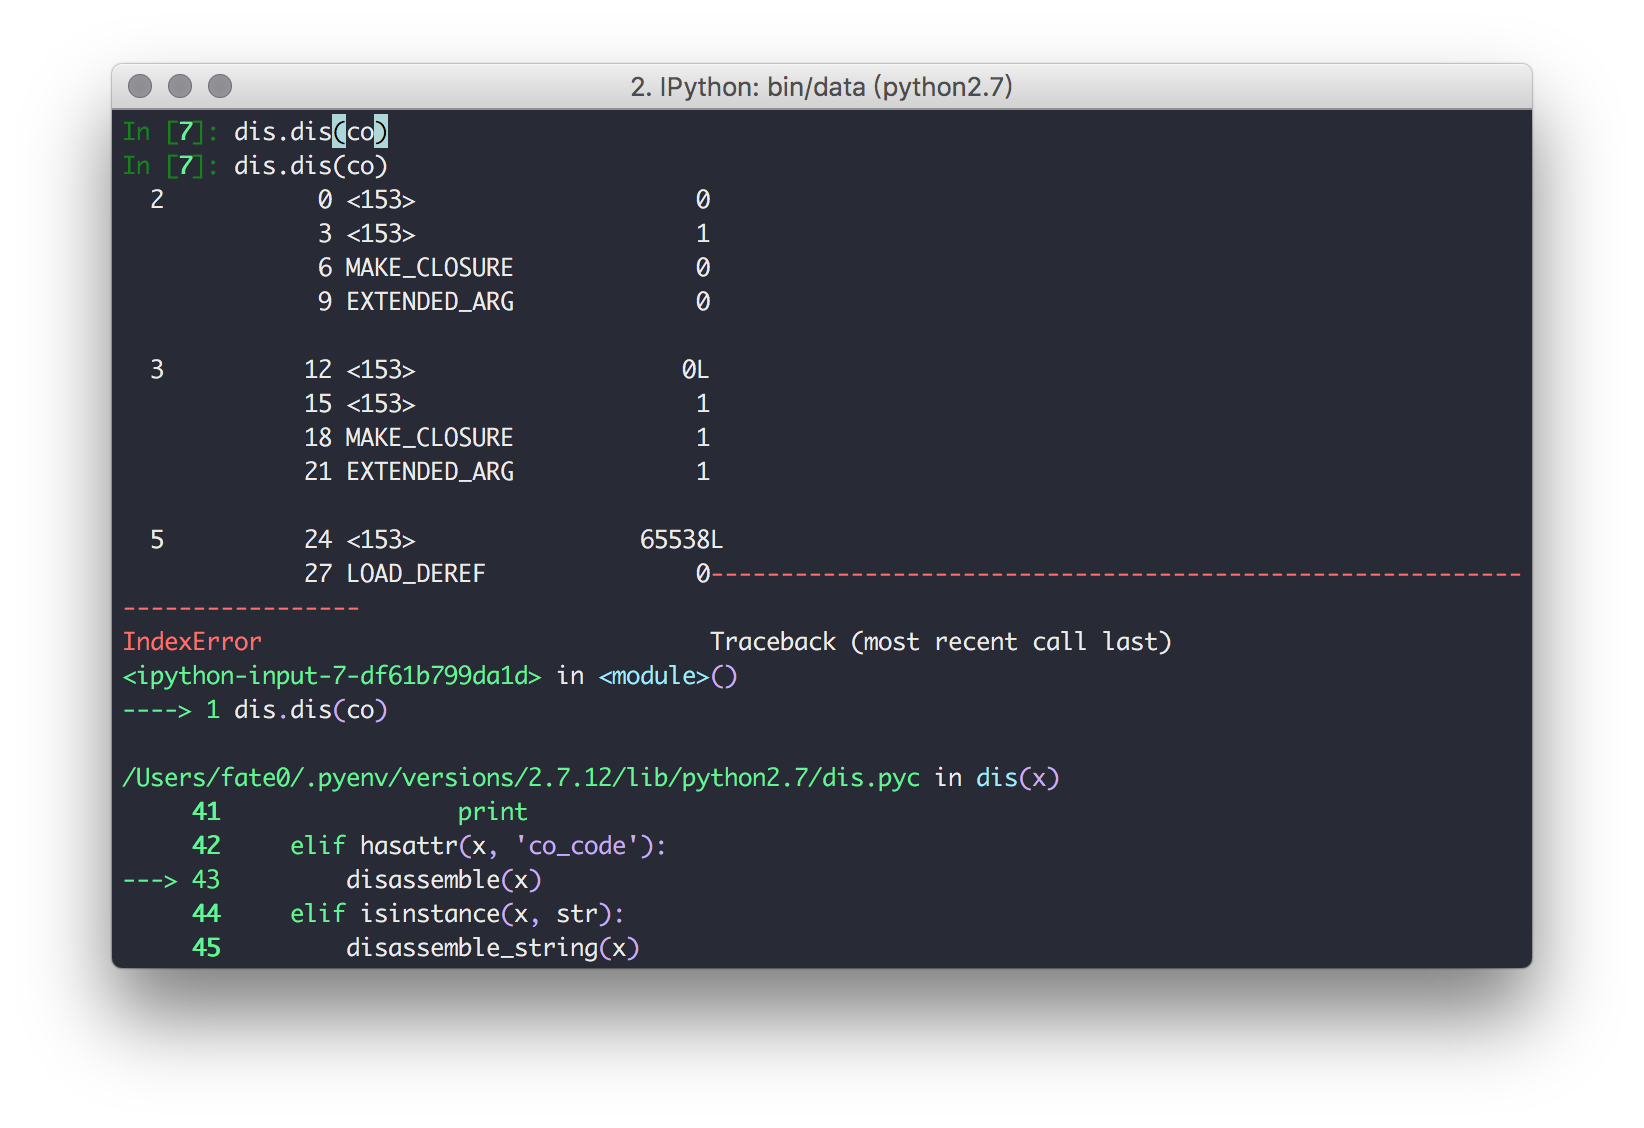 2. IPython: bin/data (python2.7)
In [7]: dis.dis(co)
In [7]: dis.dis(co)
  2           0 <153>                    0
              3 <153>                    1
              6 MAKE_CLOSURE             0
              9 EXTENDED_ARG             0
  3          12 <153>                   0L
             15 <153>                    1
             18 MAKE_CLOSURE             1
             21 EXTENDED_ARG             1
  5          24 <153>                65538L
             27 LOAD_DEREF               0----------------------------------------------------------
-----------------
IndexError                                Traceback (most recent call last)
<ipython-input-7-df61b799da1d> in <module>()
----> 1 dis.dis(co)
/Users/fate0/.pyenv/versions/2.7.12/lib/python2.7/dis.pyc in dis(x)
     41                 print
     42     elif hasattr(x, 'co_code'):
---> 43         disassemble(x)
     44     elif isinstance(x, str):
     45         disassemble_string(x)